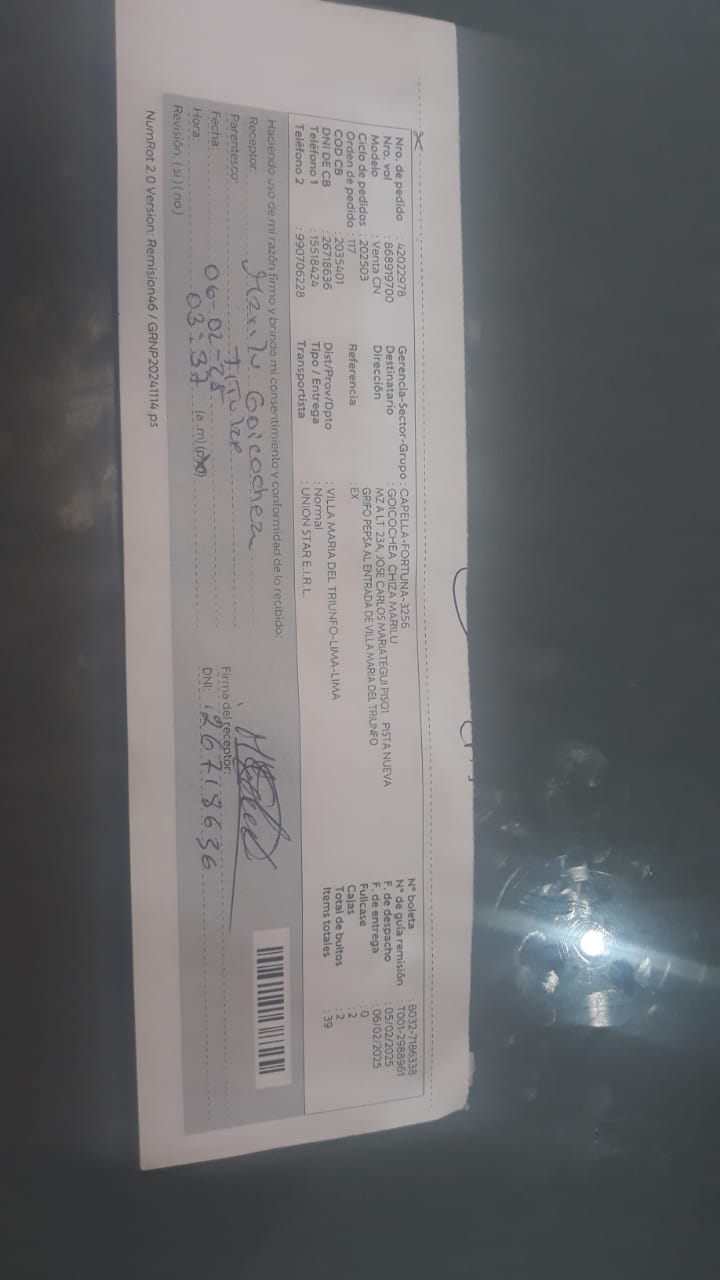 Nro. de pedido : 42022978
Nro. vol : 868919700
Modelo : Venta CN
Ciclo de pedidos : 202503
Orden de pedido : 117
COD CB : 2035401
DNI DE CB : 26718636
Teléfono 1 : 15518424
Teléfono 2 : 990706228
Gerencia-Sector-Grupo : CAPELLA-FORTUNA-3256
Destinatario : GOICOCHEA CHIZA MARILU
Dirección : MZ A LT 23A, JOSE CARLOS MARIATEGUI PISO1 PISTA NUEVA
GRIFO PEPSA AL ENTRADA DE VILLA MARIA DEL TRIUNFO
Referencia : EX
Dist/Prov/Dpto : VILLA MARIA DEL TRIUNFO-LIMA-LIMA
Tipo / Entrega : Normal
Transportista : UNION STAR E.I.R.L.
N° boleta : B032-7186338
N° de guía remisión : T001-2988961
F. de despacho : 05/02/2025
F. de entrega : 06/02/2025
Fullcase : 0
Cajas : 2
Total de bultos : 2
Items totales : 39
Haciendo uso de mi razón firmo y brindo mi consentimiento y conformidad de lo recibido:
Receptor: Marilu Goicochea
Parentesco: Titular
Fecha: 06-02-25
Hora: 03:37 (a.m)(pm)
Revisión: (si) (no)
Firma del receptor:
DNI: 26718636
NumRot 2.0 Version: Remision46 / GRNP20241114.ps